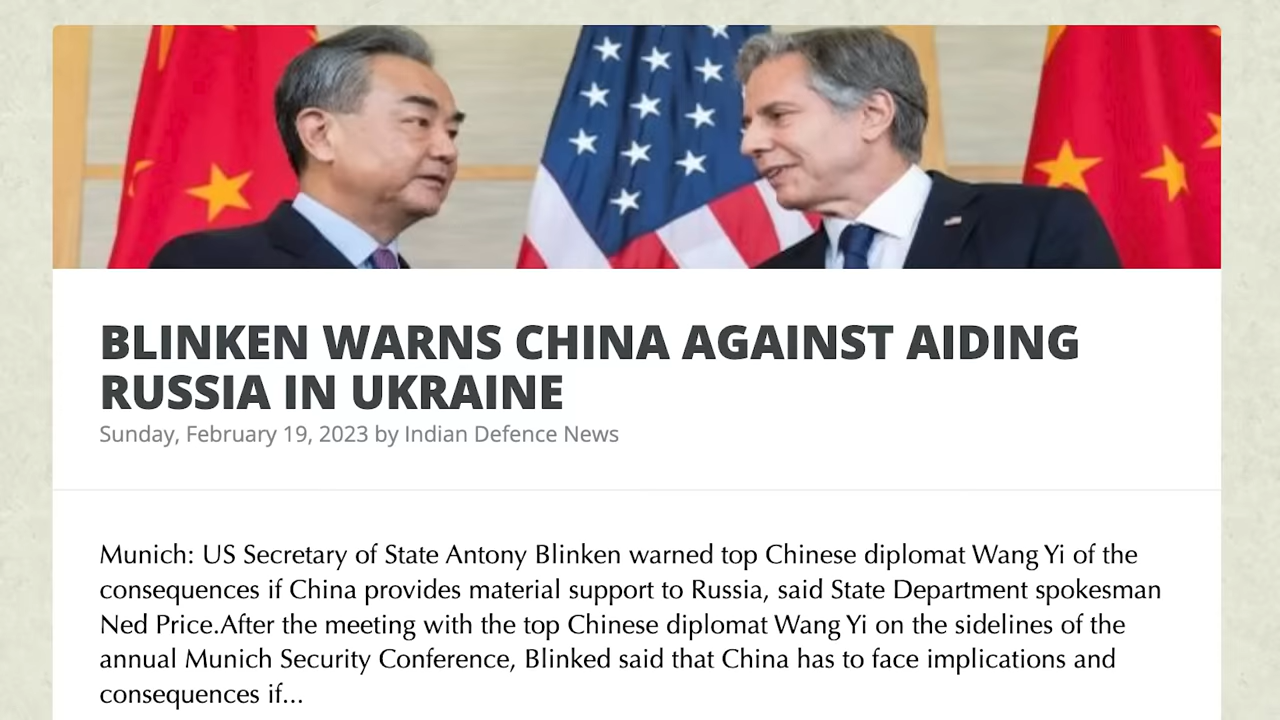 BLINKEN WARNS CHINA AGAINST AIDING
RUSSIA IN UKRAINE
Sunday, February 19, 2023 by Indian Defence News
Munich: US Secretary of State Antony Blinken warned top Chinese diplomat Wang Yi of the
consequences if China provides material support to Russia, said State Department spokesman
Ned Price.After the meeting with the top Chinese diplomat Wang Yi on the sidelines of the
annual Munich Security Conference, Blinked said that China has to face implications and
consequences if...